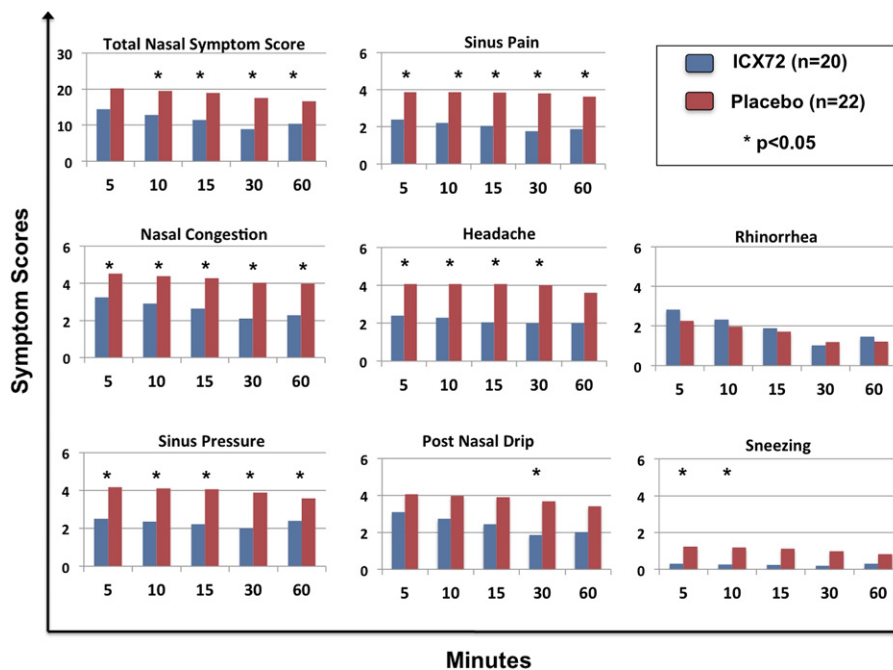 Total Nasal Symptom Score
30
20
10
0
* * * *
5 10 15 30 60
Sinus Pain
6
4
2
0
* * * * *
5 10 15 30 60
ICX72 (n=20)
Placebo (n=22)
* p<0.05
Nasal Congestion
6
4
2
0
* * * * *
5 10 15 30 60
Headache
6
4
2
0
* * * *
5 10 15 30 60
Rhinorrhea
6
4
2
0
5 10 15 30 60
Sinus Pressure
6
4
2
0
* * * * *
5 10 15 30 60
Post Nasal Drip
6
4
2
0
*
5 10 15 30 60
Sneezing
6
4
2
0
* *
5 10 15 30 60
Symptom Scores
Minutes